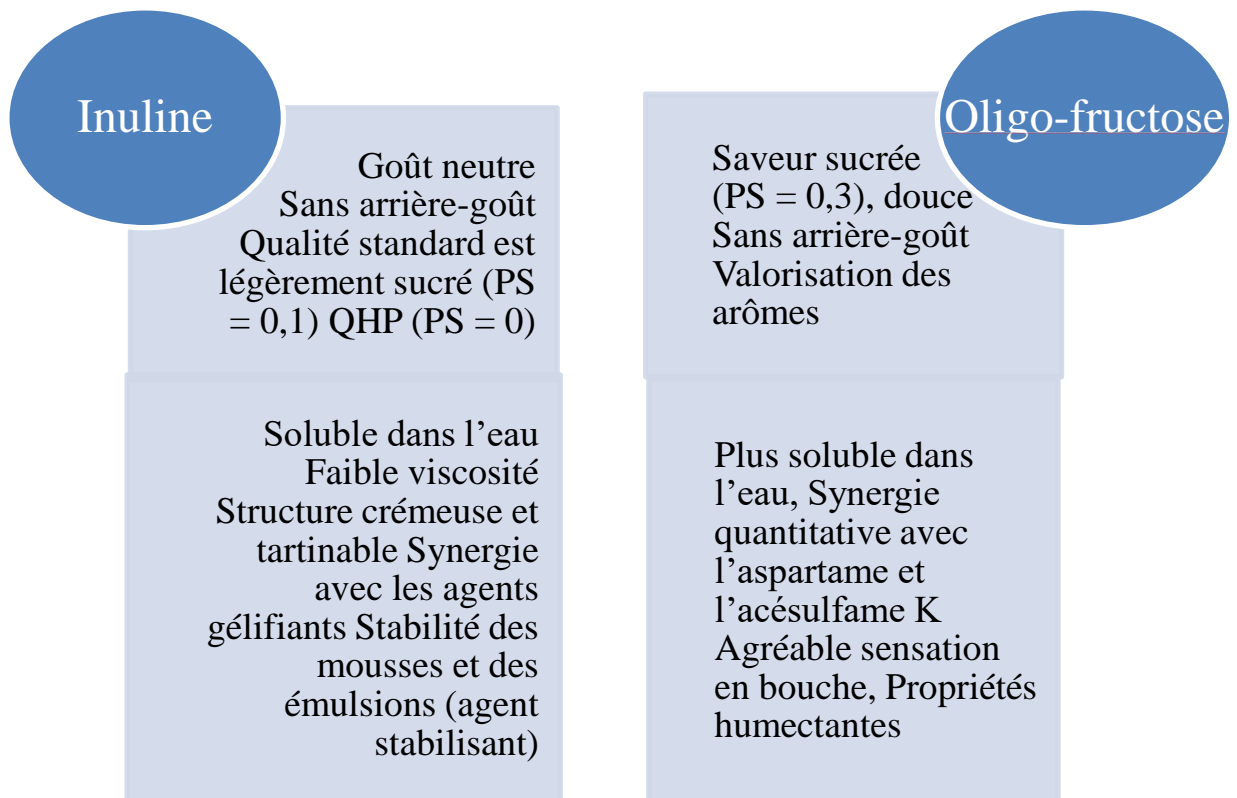 Inuline
Goût neutre
Sans arrière-goût
Qualité standard est
légèrement sucré (PS
= 0,1) QHP (PS = 0)
Soluble dans l’eau
Faible viscosité
Structure crémeuse et
tartinable Synergie
avec les agents
gélifiants Stabilité des
mousses et des
émulsions (agent
stabilisant)
Oligo-fructose
Saveur sucrée
(PS = 0,3), douce
Sans arrière-goût
Valorisation des
arômes
Plus soluble dans
l’eau, Synergie
quantitative avec
l’aspartame et
l’acésulfame K
Agréable sensation
en bouche, Propriétés
humectantes